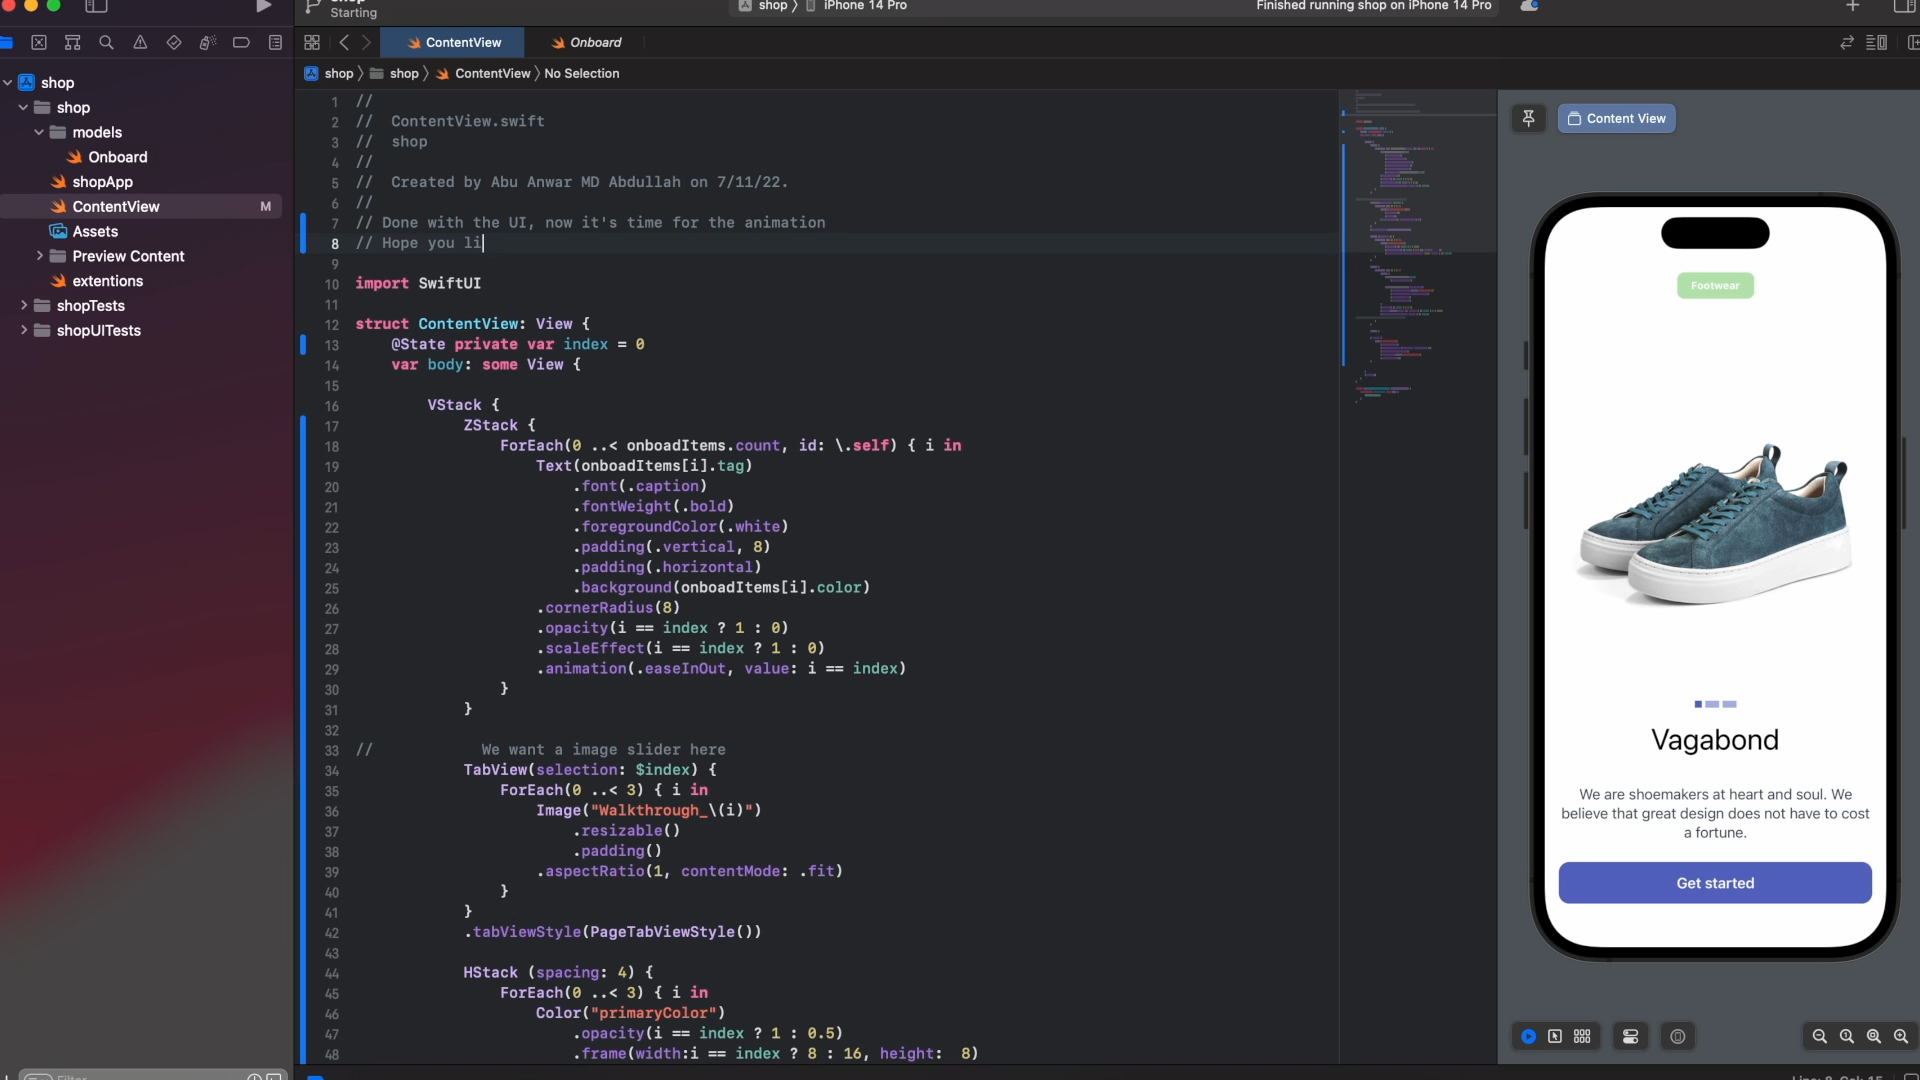 Starting
shop 〉 iPhone 14 Pro
Finished running shop on iPhone 14 Pro
ContentView
Onboard
shop 〉 shop 〉 ContentView 〉 No Selection
shop
shop
models
Onboard
shopApp
ContentView M
Assets
Preview Content
extentions
shopTests
shopUITests
1 //
2 // ContentView.swift
3 // shop
4 //
5 // Created by Abu Anwar MD Abdullah on 7/11/22.
6 //
7 // Done with the UI, now it's time for the animation
8 // Hope you li
9
10 import SwiftUI
11
12 struct ContentView: View {
13 @State private var index = 0
14 var body: some View {
15
16 VStack {
17 ZStack {
18 ForEach(0 ..< onboadItems.count, id: \.self) { i in
19 Text(onboadItems[i].tag)
20 .font(.caption)
21 .fontWeight(.bold)
22 .foregroundColor(.white)
23 .padding(.vertical, 8)
24 .padding(.horizontal)
25 .background(onboadItems[i].color)
26 .cornerRadius(8)
27 .opacity(i == index ? 1 : 0)
28 .scaleEffect(i == index ? 1 : 0)
29 .animation(.easeInOut, value: i == index)
30 }
31 }
32
33 // We want a image slider here
34 TabView(selection: $index) {
35 ForEach(0 ..< 3) { i in
36 Image("Walkthrough_\(i)")
37 .resizable()
38 .padding()
39 .aspectRatio(1, contentMode: .fit)
40 }
41 }
42 .tabViewStyle(PageTabViewStyle())
43
44 HStack (spacing: 4) {
45 ForEach(0 ..< 3) { i in
46 Color("primaryColor")
47 .opacity(i == index ? 1 : 0.5)
48 .frame(width:i == index ? 8 : 16, height: 8)
Content View
Footwear
Vagabond
We are shoemakers at heart and soul. We
believe that great design does not have to cost
a fortune.
Get started